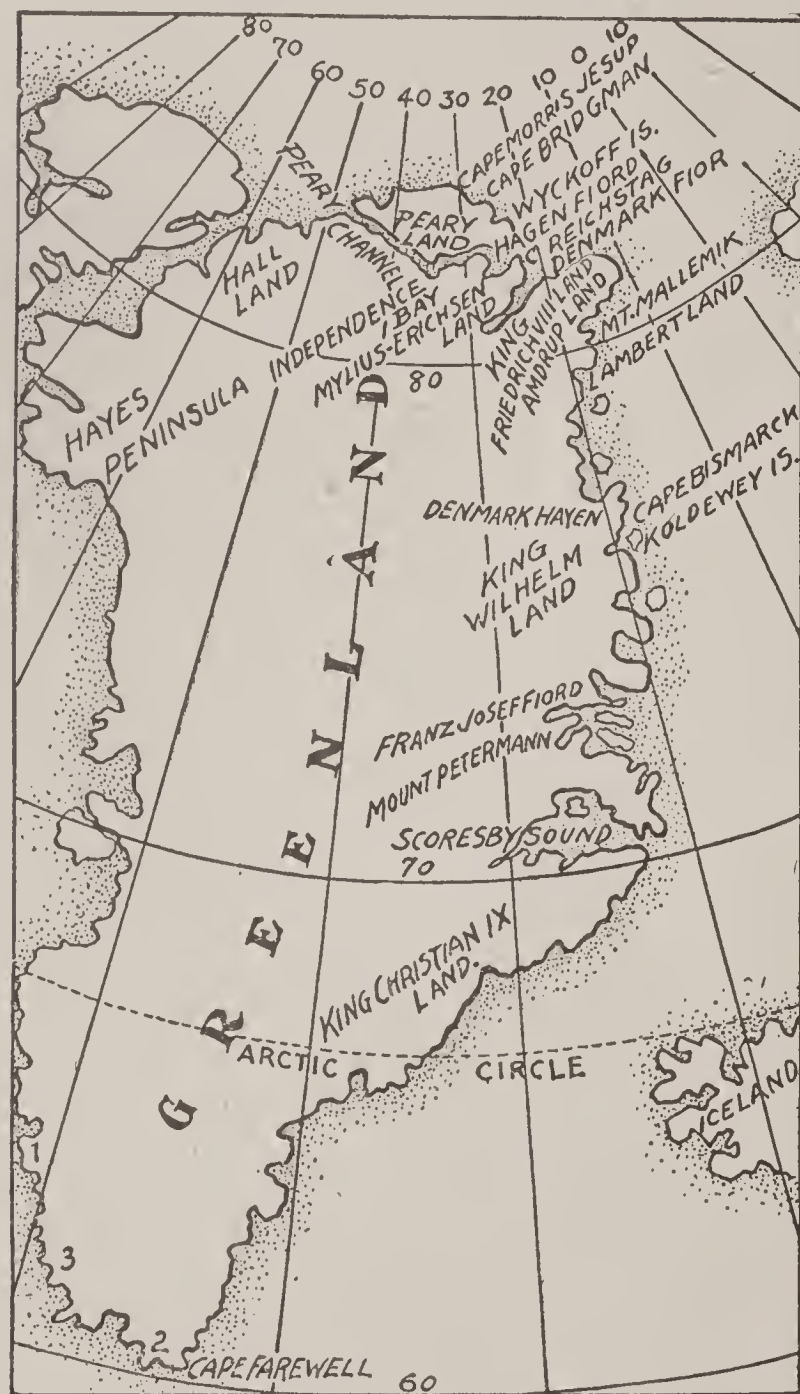 80
70
60
50
40
30
20
10
0
10
CAPE MORRIS JESUP
CAPE BRIDGMAN
WYCKOFF IS.
HAGEN FIORD
C REICHSTAG
DENMARK FIOR
PEARY
CHANNEL
PEARY
LAND
HALL
LAND
INDEPENDENCE
BAY
MYLIUS-ERICHSEN
LAND
KING
FRIEDRICH VIII LAND
AMDRUP LAND
MT. MALLEMIK
LAMBERT LAND
80
HAYES
PENINSULA
CAPE BISMARCK
KOLDEWEY IS.
DENMARK HAVEN
KING
WILHELM
LAND
FRANZ JOSEF FIORD
MOUNT PETERMANN
SCORESBY SOUND
70
GREENLAND
KING CHRISTIAN IX
LAND.
ARCTIC CIRCLE
ICELAND
1
3
2
CAPE FAREWELL
60